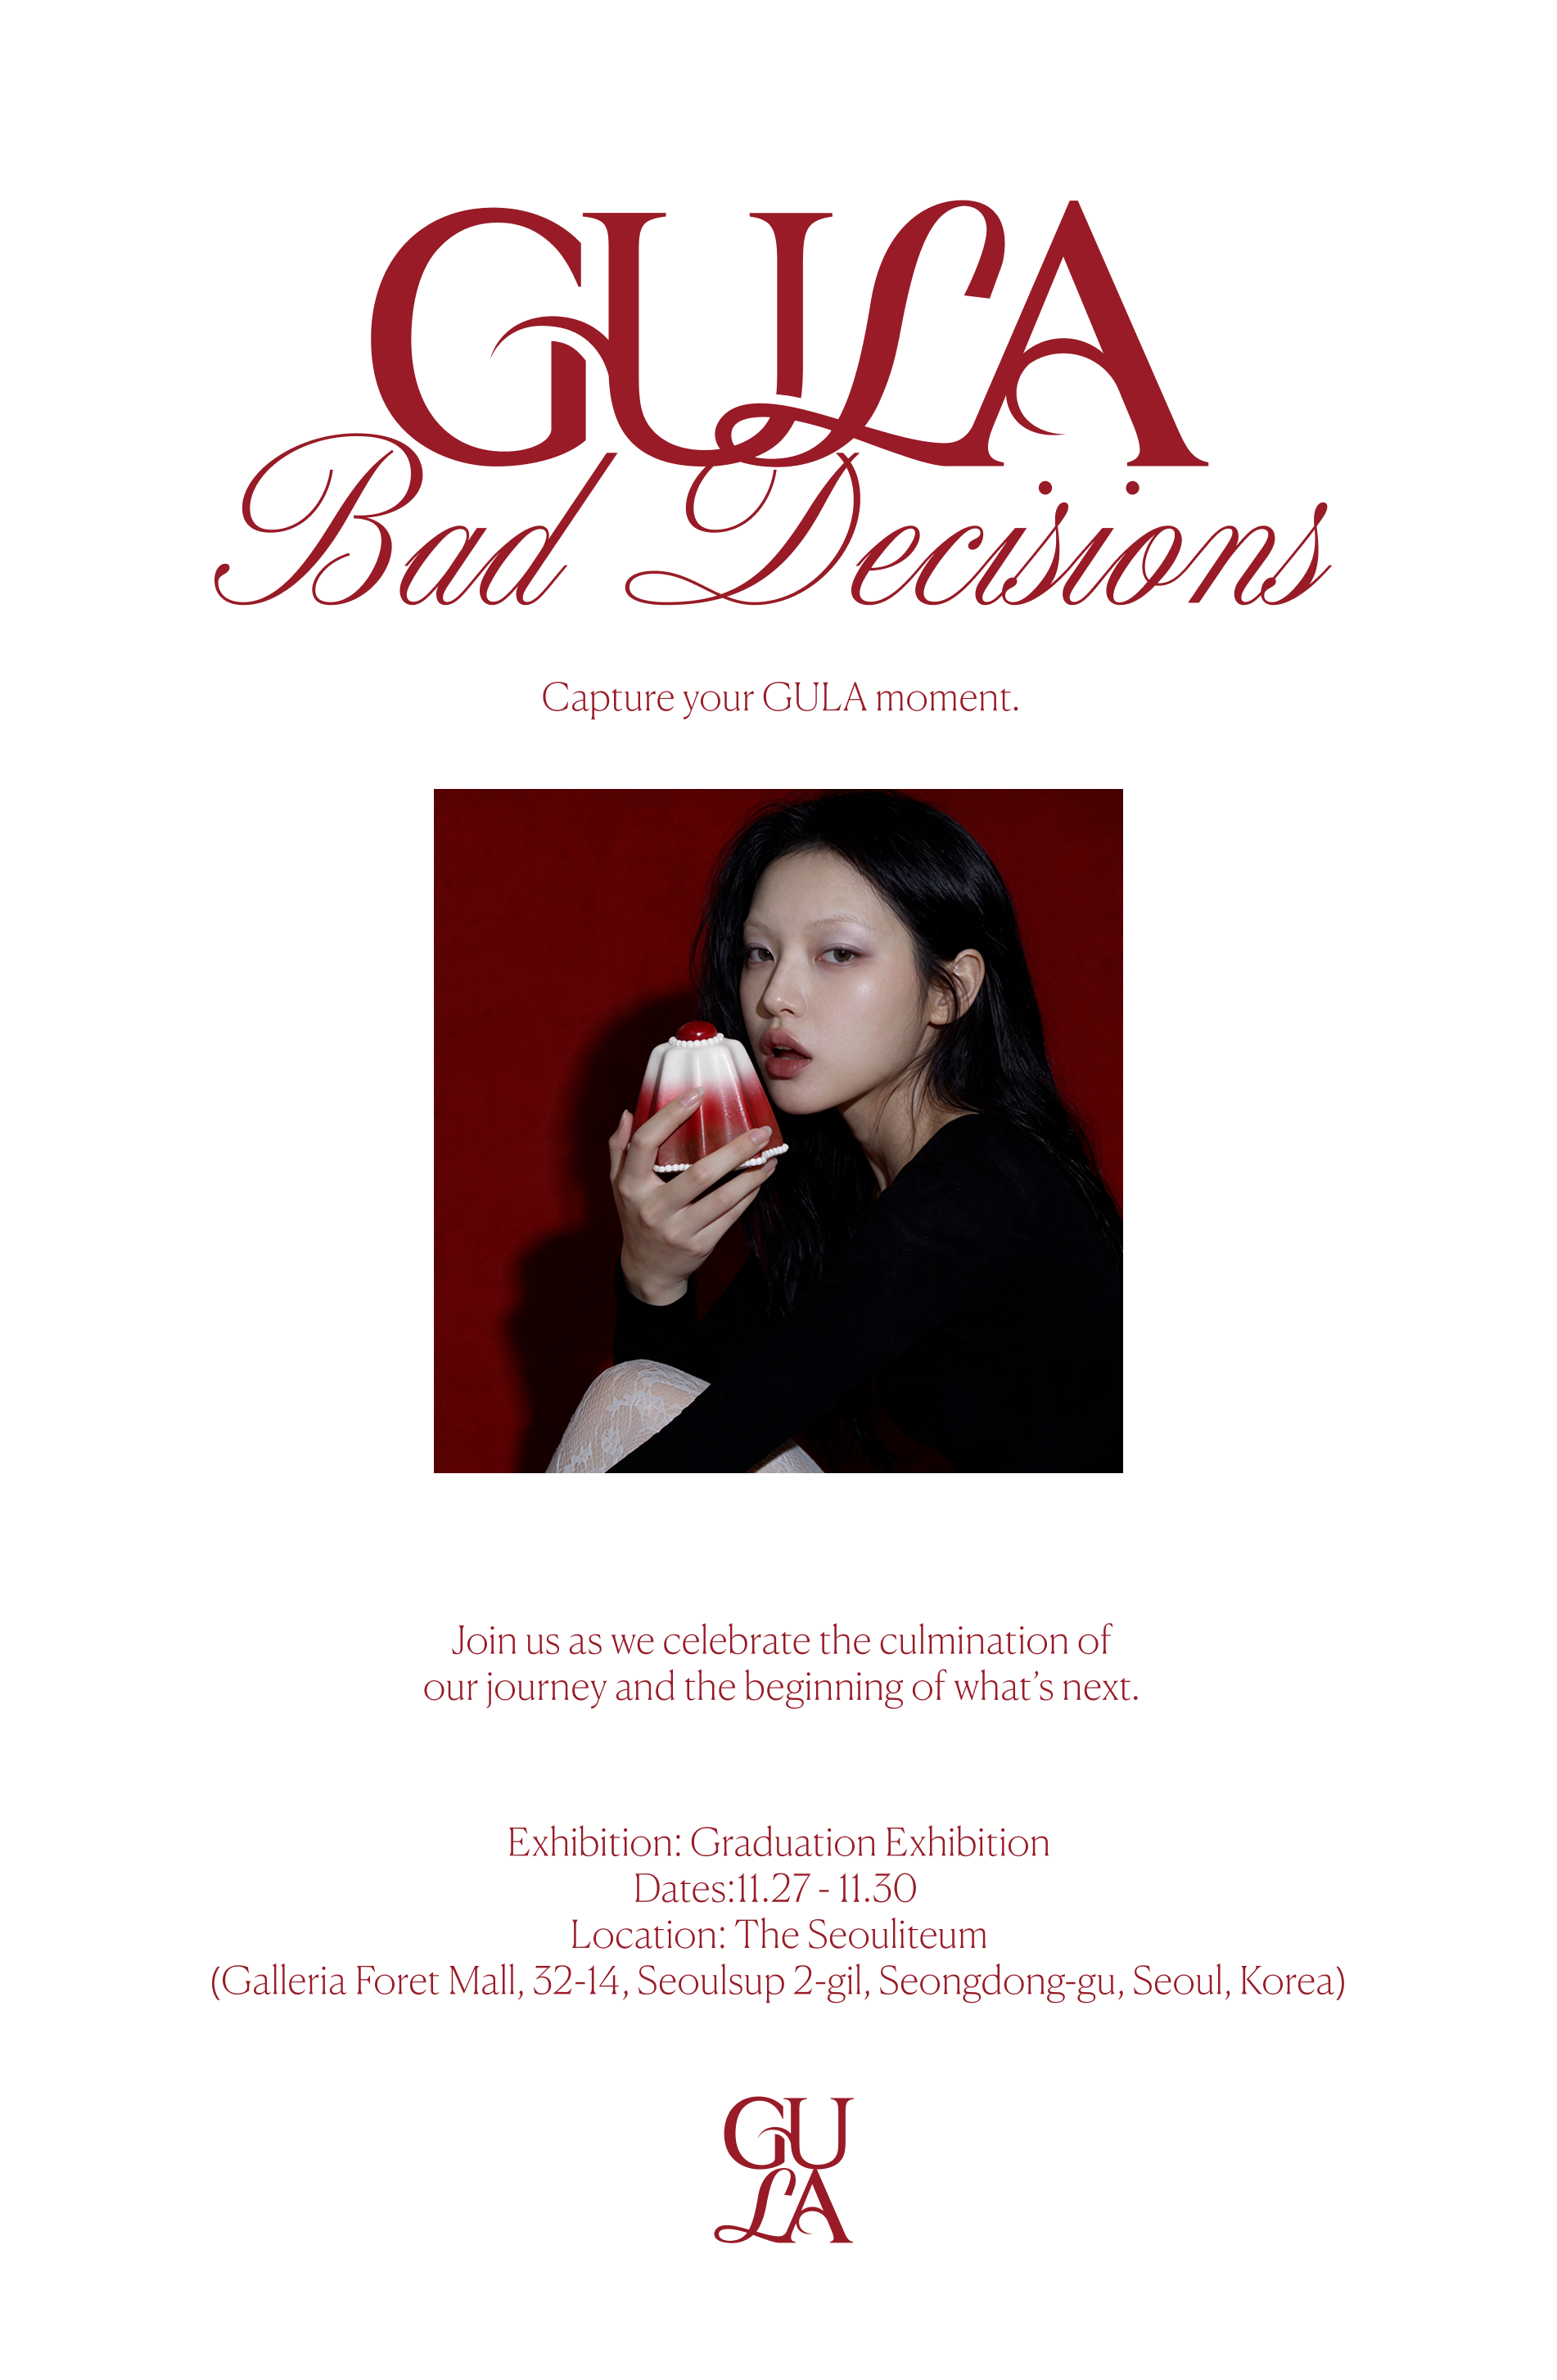 GULA
Bad Decisions
Capture your GULA moment.
Join us as we celebrate the culmination of
our journey and the beginning of what’s next.
Exhibition: Graduation Exhibition
Dates:11.27 - 11.30
Location: The Seouliteum
(Galleria Foret Mall, 32-14, Seoulsup 2-gil, Seongdong-gu, Seoul, Korea)
GU
LA